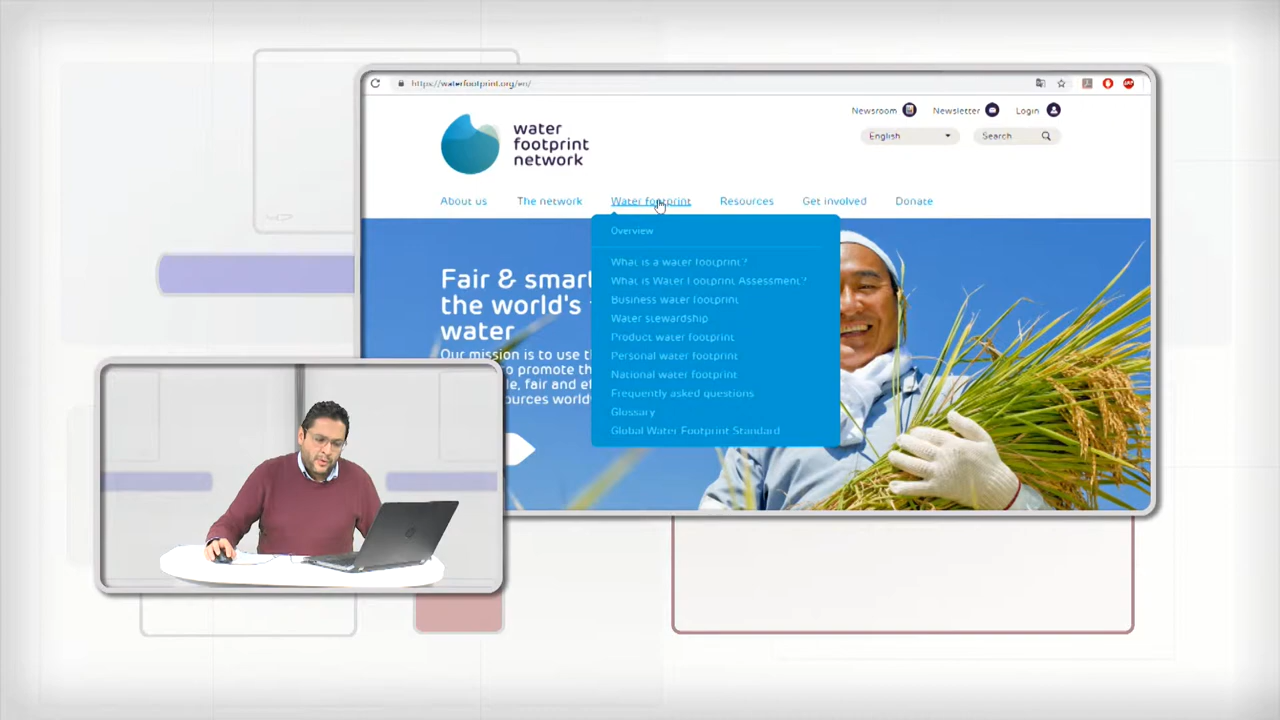 https://waterfootprint.org/en/
Newsroom
Newsletter
Login
water
footprint
network
English
Search
About us
The network
Water footprint
Resources
Get involved
Donate
Overview
What is a water footprint?
What is Water Footprint Assessment?
Business water footprint
Water stewardship
Product water footprint
Personal water footprint
National water footprint
Frequently asked questions
Glossary
Global Water Footprint Standard
Fair & smart
the world's
water
Our mission is to use th
to promote th
le, fair and ef
ources world